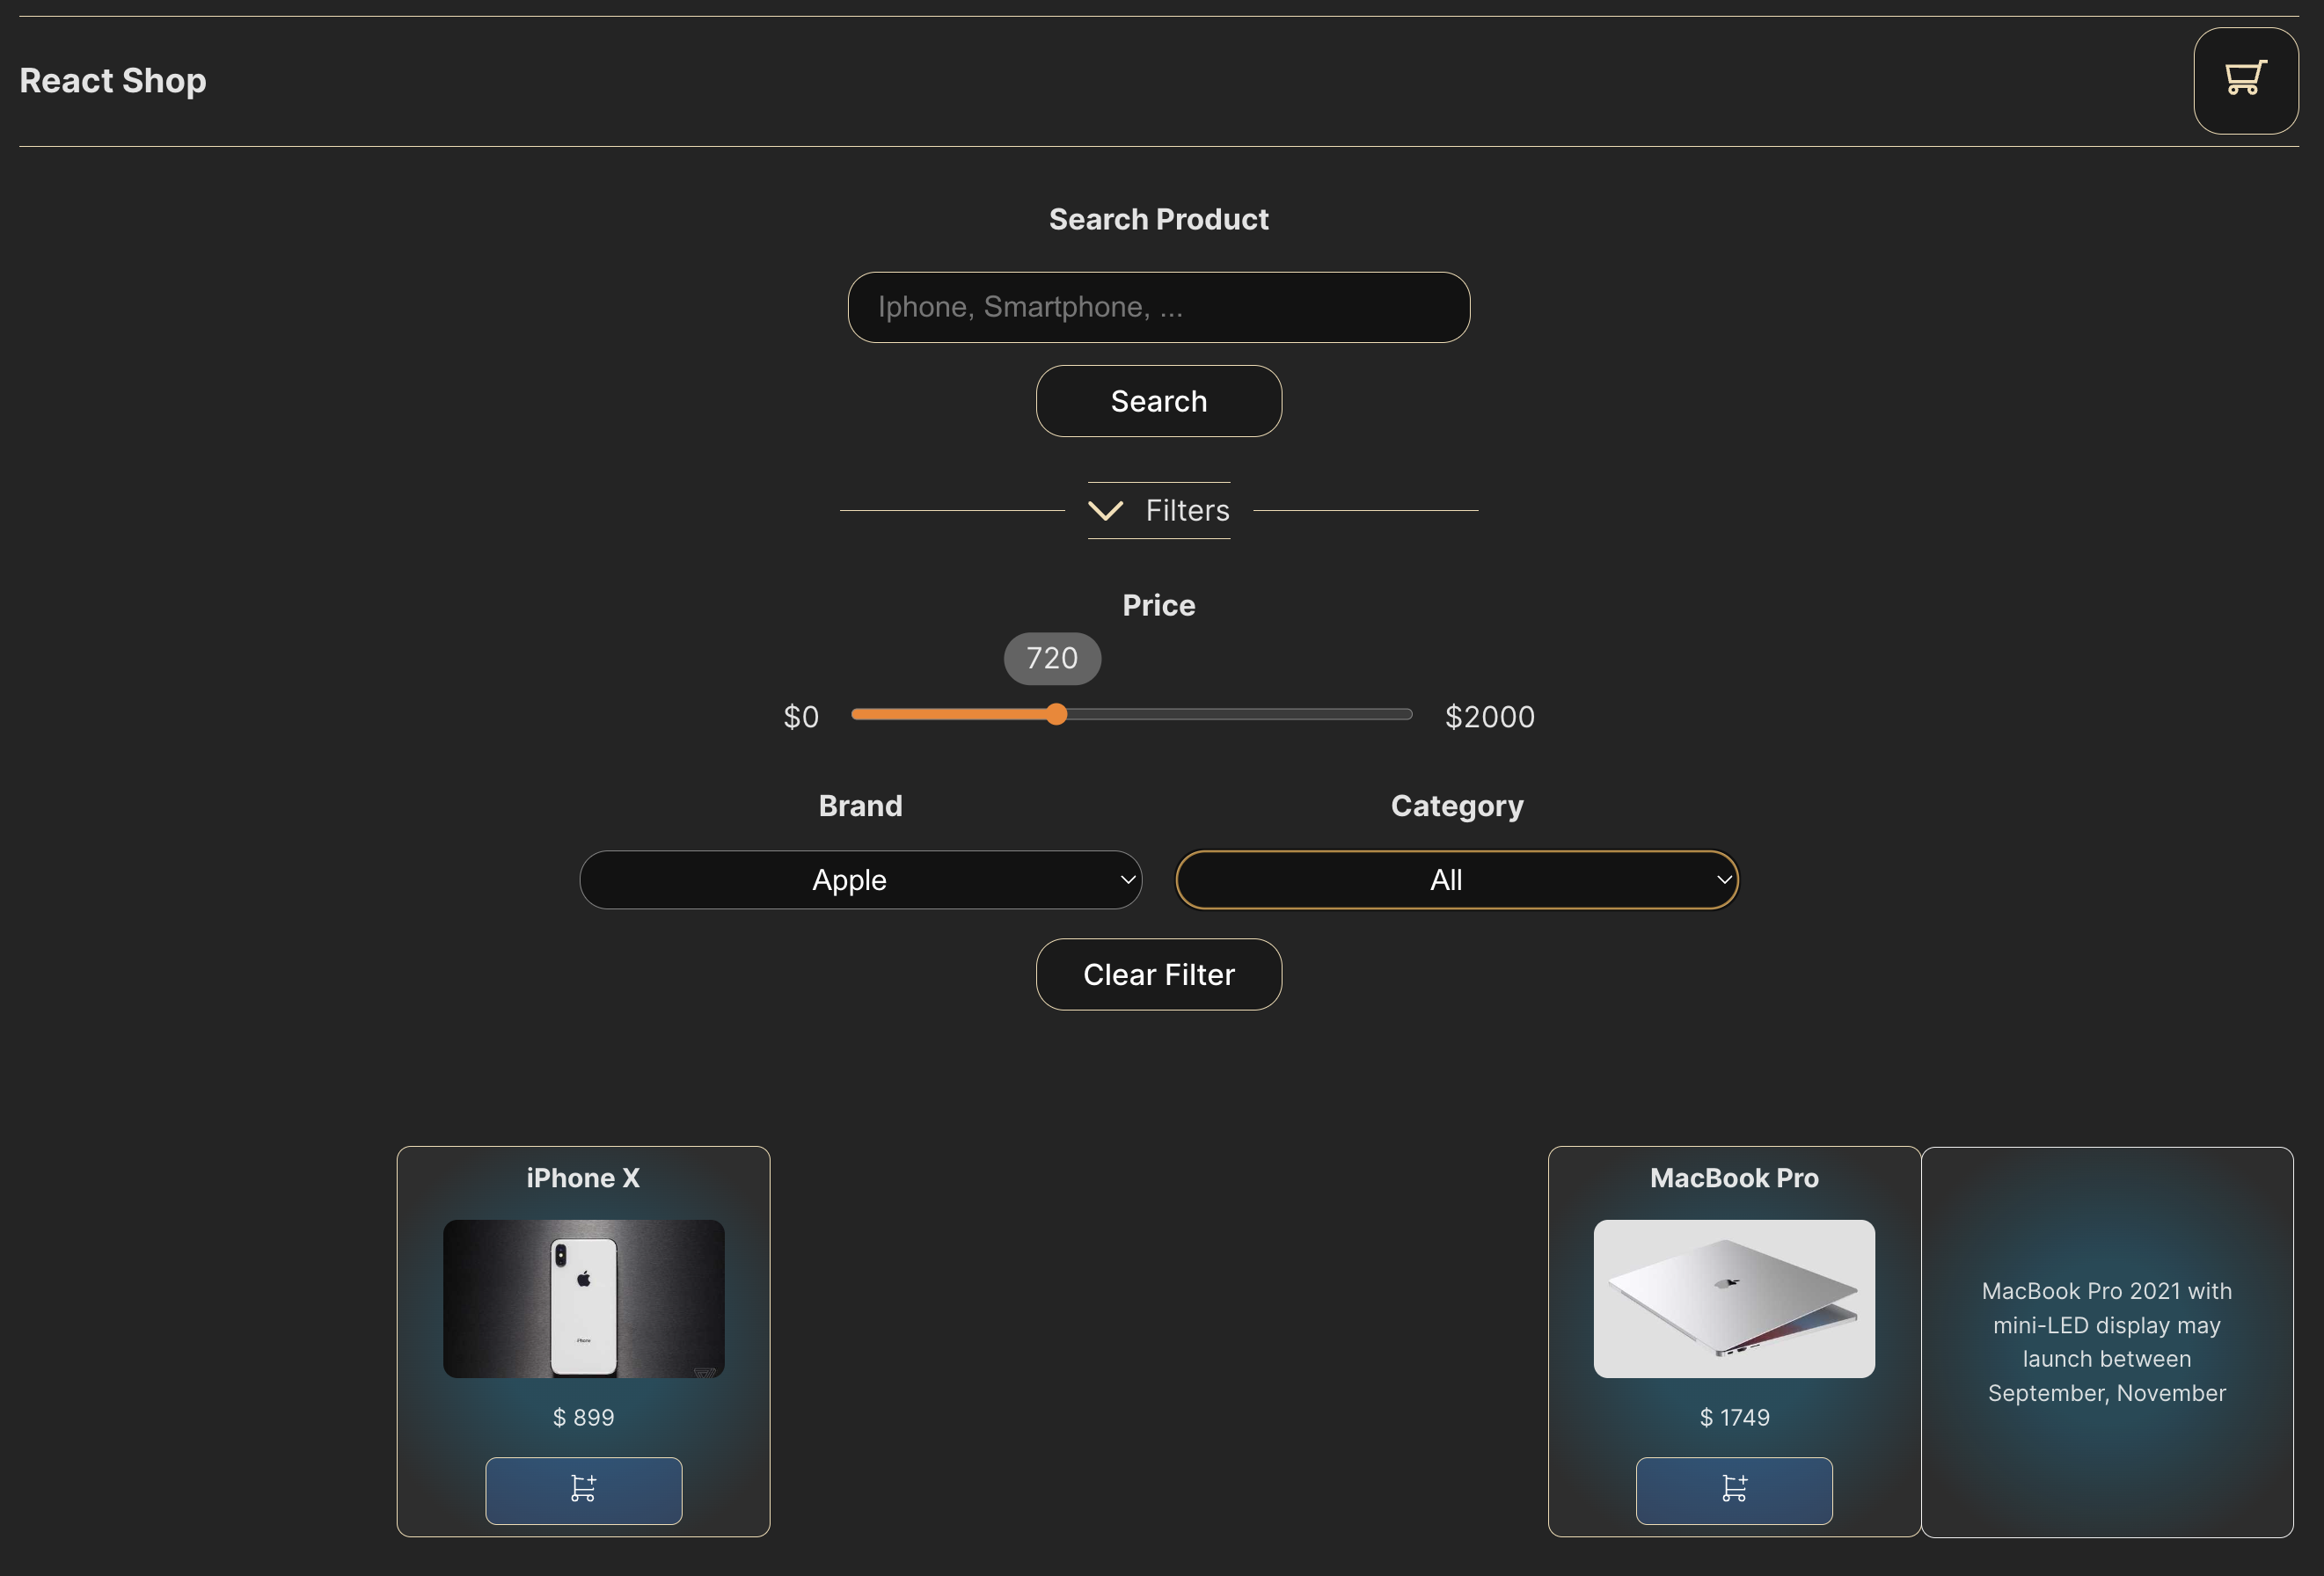 React Shop
Search Product
Iphone, Smartphone, ...
Search
Filters
Price
720
$0
$2000
Brand
Category
Apple
All
Clear Filter
iPhone X
iPhone
$ 899
MacBook Pro
$ 1749
MacBook Pro 2021 with
mini-LED display may
launch between
September, November